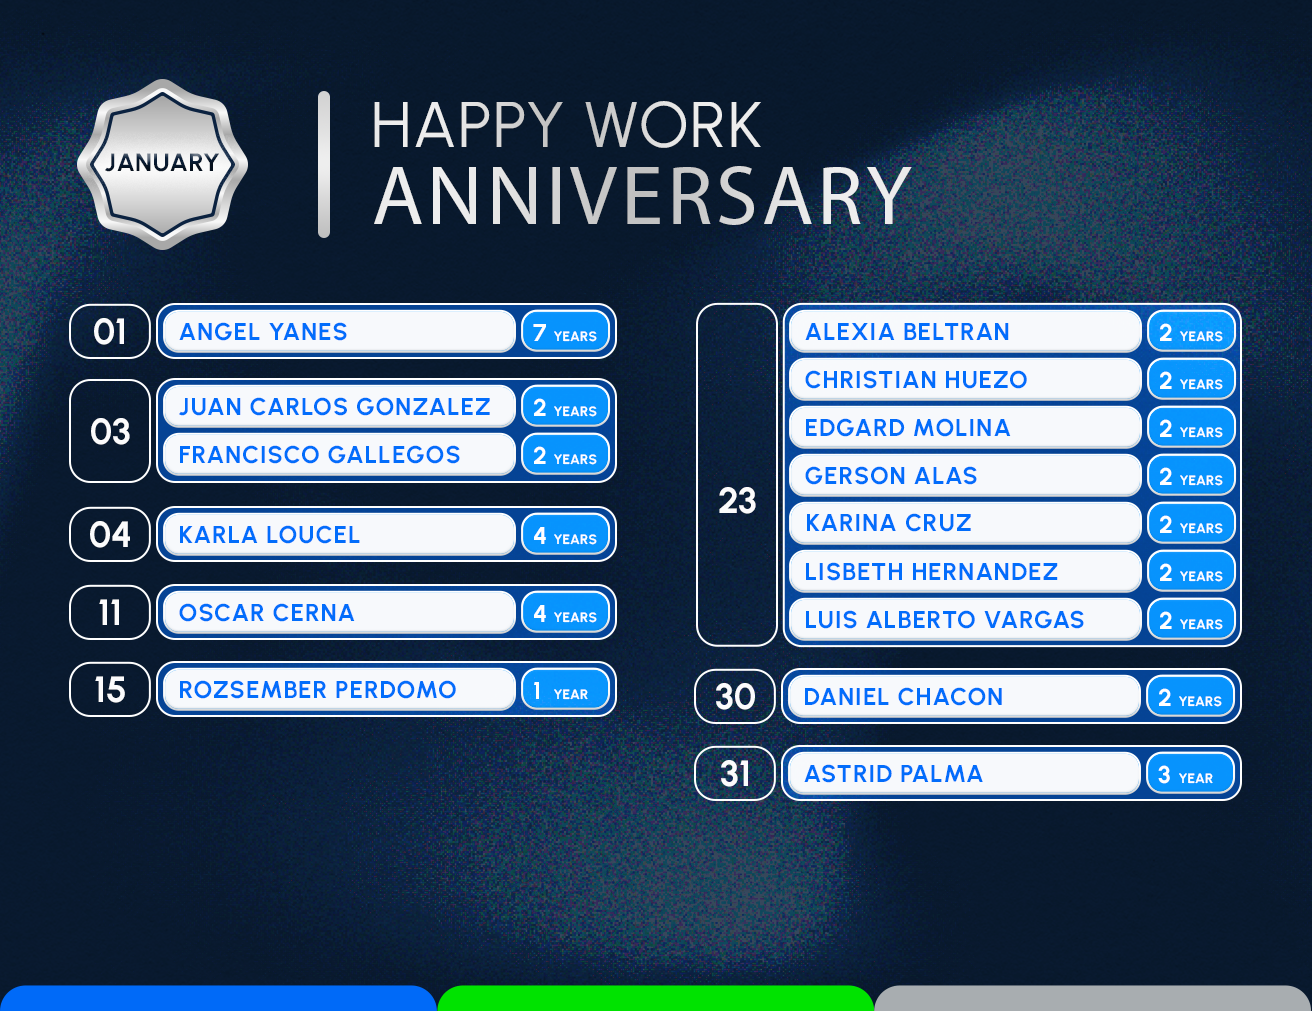 JANUARY
HAPPY WORK
ANNIVERSARY
01
ANGEL YANES 7 YEARS
03
JUAN CARLOS GONZALEZ 2 YEARS
FRANCISCO GALLEGOS 2 YEARS
04
KARLA LOUCEL 4 YEARS
11
OSCAR CERNA 4 YEARS
15
ROZSEMBER PERDOMO 1 YEAR
23
ALEXIA BELTRAN 2 YEARS
CHRISTIAN HUEZO 2 YEARS
EDGARD MOLINA 2 YEARS
GERSON ALAS 2 YEARS
KARINA CRUZ 2 YEARS
LISBETH HERNANDEZ 2 YEARS
LUIS ALBERTO VARGAS 2 YEARS
30
DANIEL CHACON 2 YEARS
31
ASTRID PALMA 3 YEAR